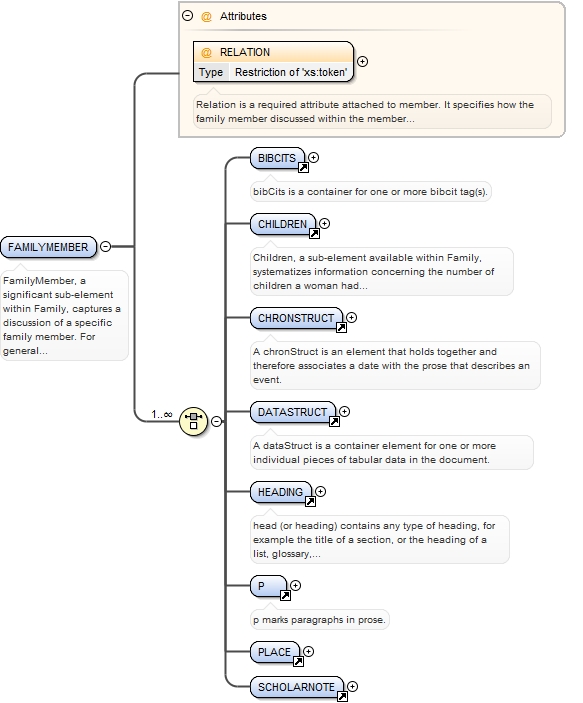 @ Attributes
@ RELATION
Type Restriction of 'xs:token'
Relation is a required attribute attached to member. It specifies how the
family member discussed within the member...
FAMILYMEMBER
FamilyMember, a
significant sub-element
within Family, captures a
discussion of a specific
family member. For
general...
1..∞
BIBCITS
bibCits is a container for one or more bibcit tag(s).
CHILDREN
Children, a sub-element available within Family,
systematizes information concerning the number of
children a woman had...
CHRONSTRUCT
A chronStruct is an element that holds together and
therefore associates a date with the prose that describes an
event.
DATASTRUCT
A dataStruct is a container element for one or more
individual pieces of tabular data in the document.
HEADING
head (or heading) contains any type of heading, for
example the title of a section, or the heading of a
list, glossary,...
P
p marks paragraphs in prose.
PLACE
SCHOLARNOTE